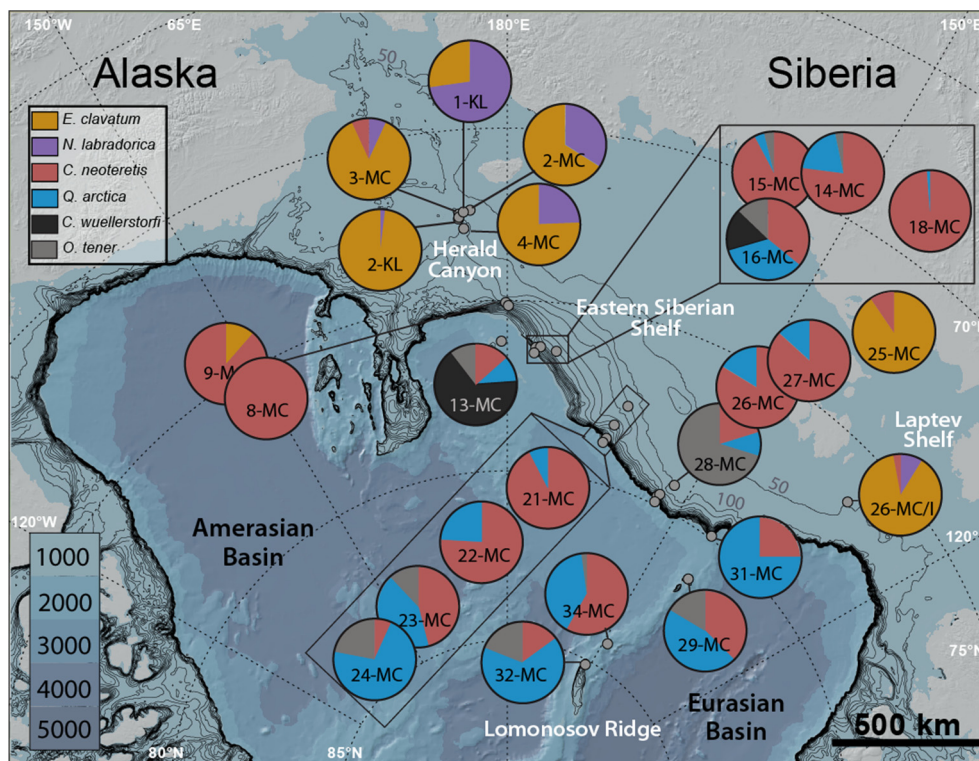 150°W
65°E
180°E
150°E
Alaska
Siberia
50
E. clavatum
N. labradorica
C. neoteretis
Q. arctica
C. wuellerstorfi
O. tener
1-KL
3-MC
2-MC
2-KL
4-MC
Herald
Canyon
15-MC
14-MC
18-MC
16-MC
Eastern Siberian
Shelf
70°
25-MC
27-MC
26-MC
9-M
8-MC
13-MC
28-MC
Laptev
Shelf
50
100
26-MC/I
21-MC
22-MC
120°W
Amerasian
Basin
120°E
31-MC
1000
2000
3000
4000
5000
34-MC
23-MC
29-MC
24-MC
32-MC
75°N
Eurasian
Basin
Lomonosov Ridge
500 km
80°N
85°N